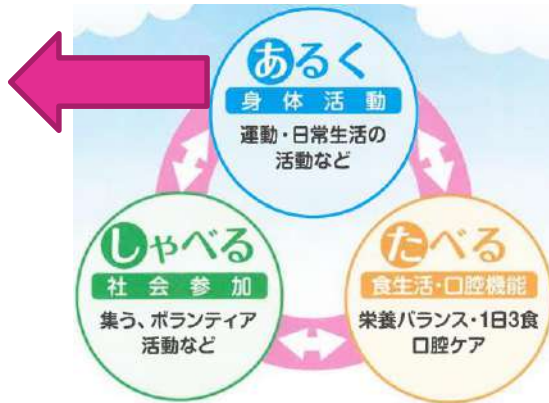 あるく
身体活動
運動・日常生活の
活動など
しゃべる
社会参加
集う、ボランティア
活動など
たべる
食生活・口腔機能
栄養バランス・1日3食
口腔ケア